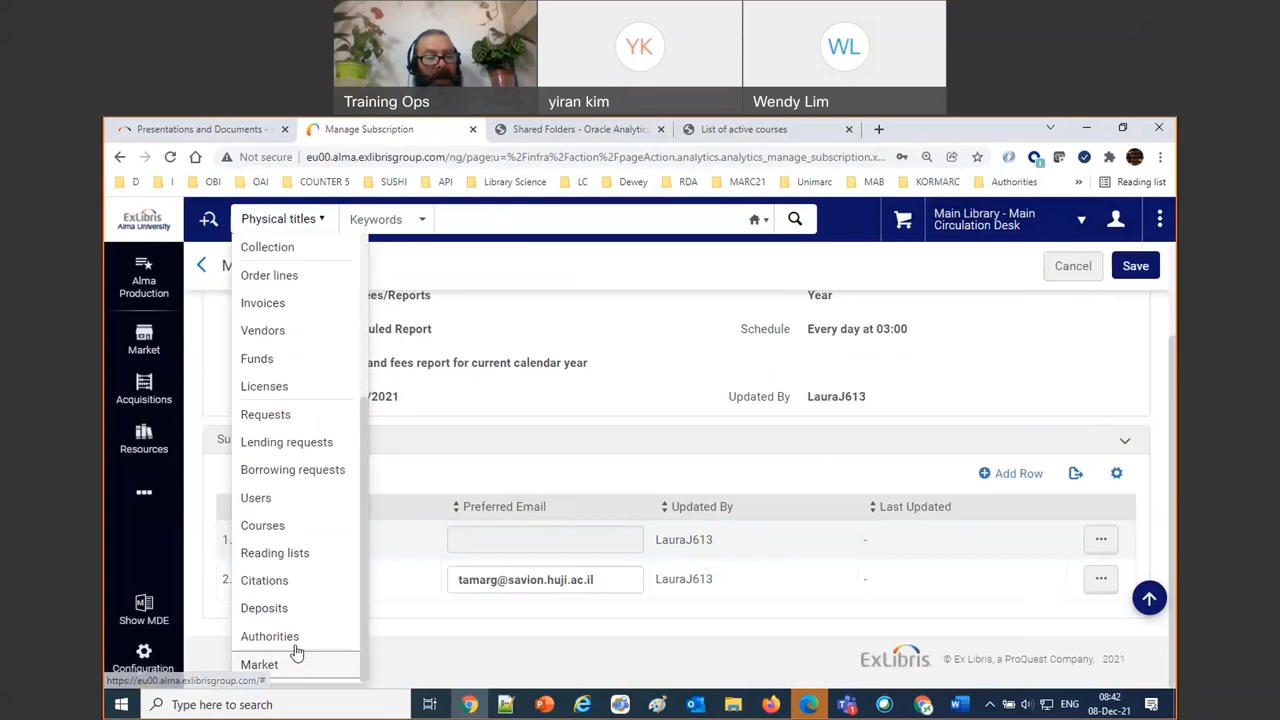 YK
WL
Training Ops
yiran kim
Wendy Lim
Presentations and Documents -
Manage Subscription
Shared Folders - Oracle Analytics
List of active courses
Not secure
eu00.alma.exlibrisgroup.com/ng/page:u=%2Finfra%2Faction%2FpageAction.analytics.analytics_manage_subscription.x...
D
I
OBI
OAI
COUNTER 5
SUSHI
API
Library Science
LC
Dewey
RDA
MARC21
Unimarc
MAB
KORMARC
Authorities
Reading list
ExLibris
Alma University
Physical titles
Keywords
Main Library - Main
Circulation Desk
Alma
Production
Market
Acquisitions
Resources
Show MDE
Configuration
M
Cancel
Save
Collection
Order lines
Invoices
Vendors
Funds
Licenses
Requests
Lending requests
Borrowing requests
Users
Courses
Reading lists
Citations
Deposits
Authorities
Market
ees/Reports
Year
uled Report
Schedule
Every day at 03:00
and fees report for current calendar year
/2021
Updated By
LauraJ613
Su
Add Row
Preferred Email
Updated By
Last Updated
1.
LauraJ613
-
2.
tamarg@savion.huji.ac.il
LauraJ613
-
ExLibris
© Ex Libris, a ProQuest Company, 2021
https://eu00.alma.exlibrisgroup.com/#
Type here to search
ENG
08:42
08-Dec-21